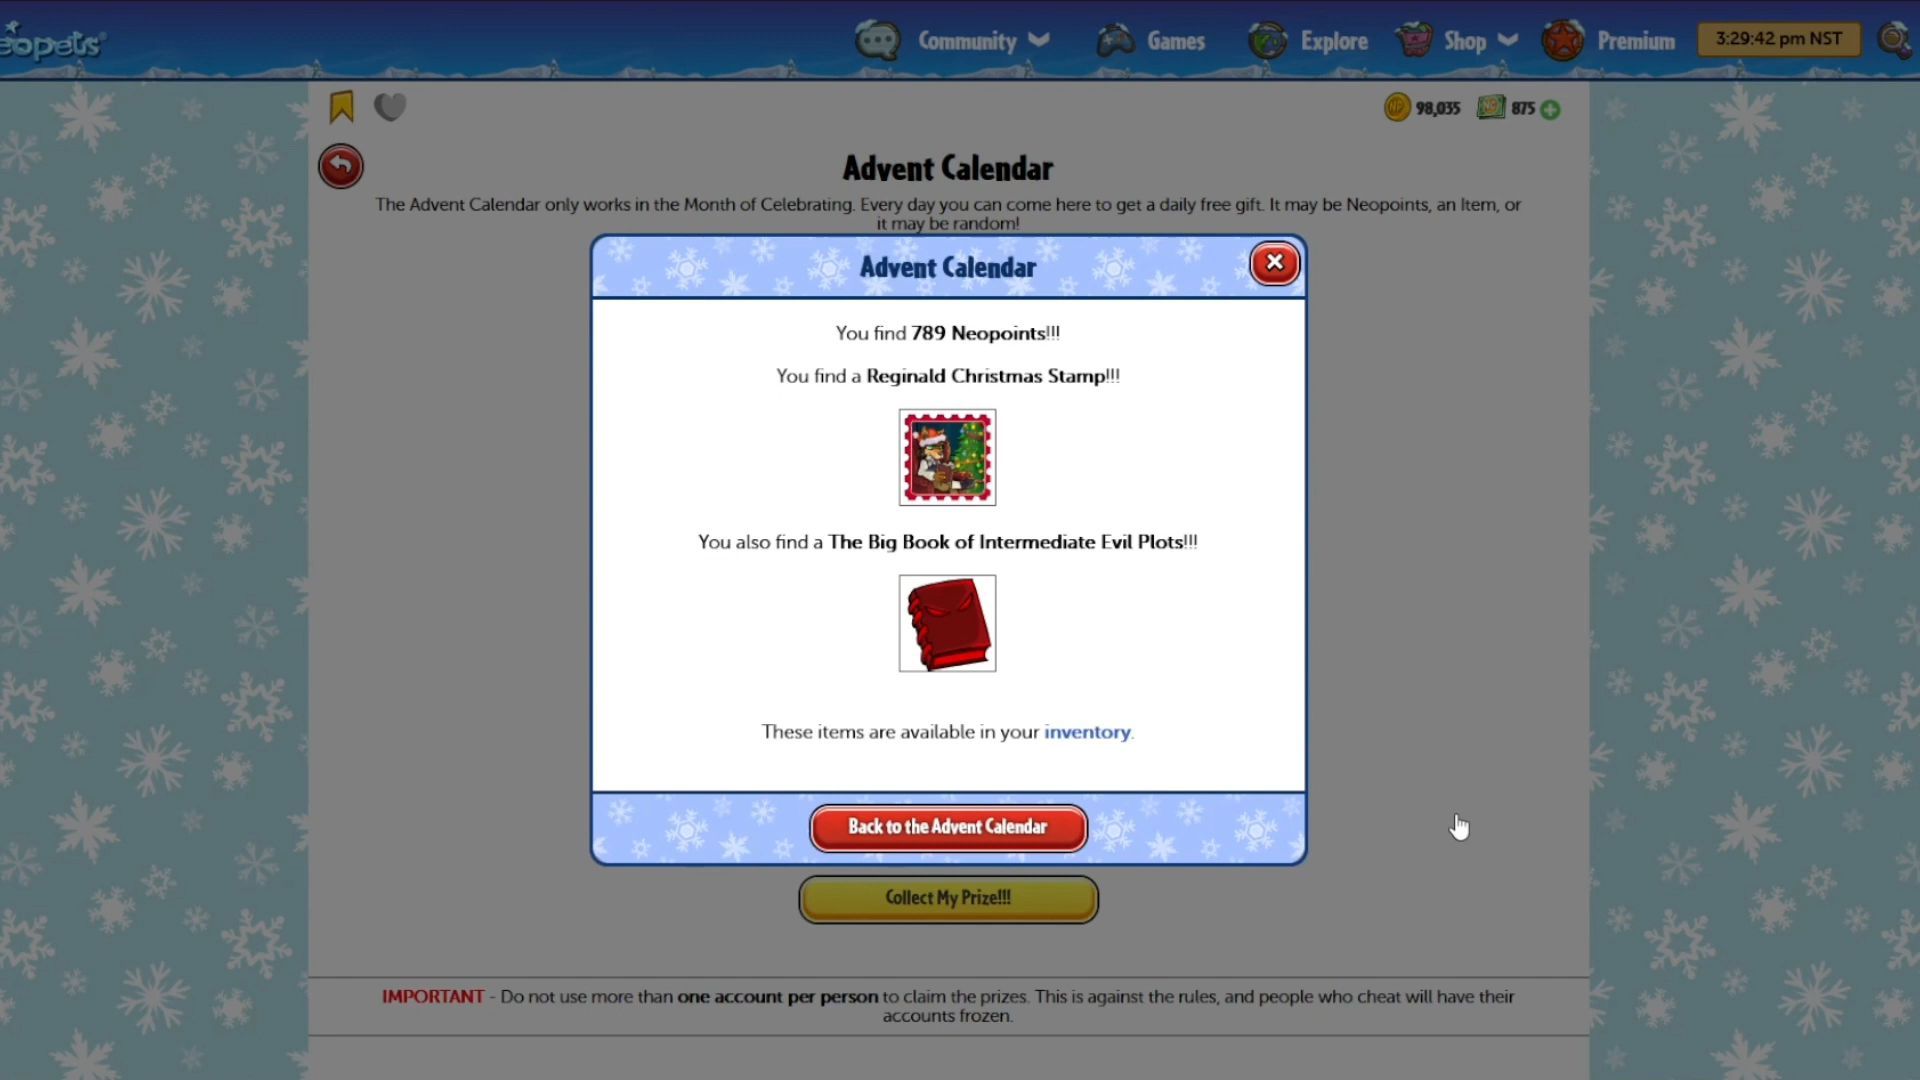 eopets
Community
Games
Explore
Shop
Premium
3:29:42 pm NST
98,035
875
Advent Calendar
The Advent Calendar only works in the Month of Celebrating. Every day you can come here to get a daily free gift. It may be Neopoints, an Item, or
it may be random!
Advent Calendar
You find 789 Neopoints!!!
You find a Reginald Christmas Stamp!!!
You also find a The Big Book of Intermediate Evil Plots!!!
These items are available in your inventory.
Back to the Advent Calendar
Collect My Prize!!!
IMPORTANT - Do not use more than one account per person to claim the prizes. This is against the rules, and people who cheat will have their
accounts frozen.